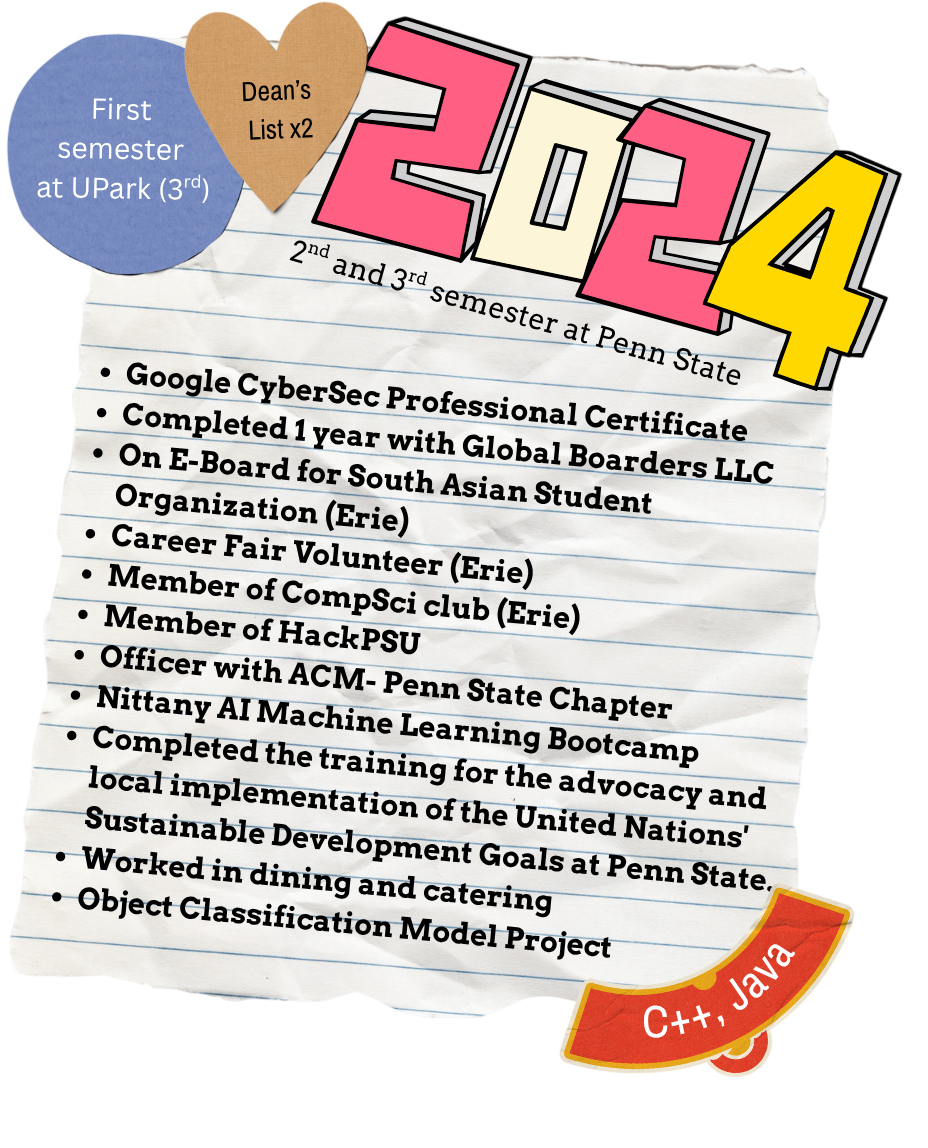 First
semester
at UPark (3rd)
Dean's
List x2
2024
2nd and 3rd semester at Penn State
• Google CyberSec Professional Certificate
• Completed 1 year with Global Boarders LLC
• On E-Board for South Asian Student
Organization (Erie)
• Career Fair Volunteer (Erie)
• Member of CompSci club (Erie)
• Member of HackPSU
• Officer with ACM- Penn State Chapter
• Nittany AI Machine Learning Bootcamp
• Completed the training for the advocacy and
local implementation of the United Nations'
Sustainable Development Goals at Penn State.
• Worked in dining and catering
• Object Classification Model Project
C++, Java